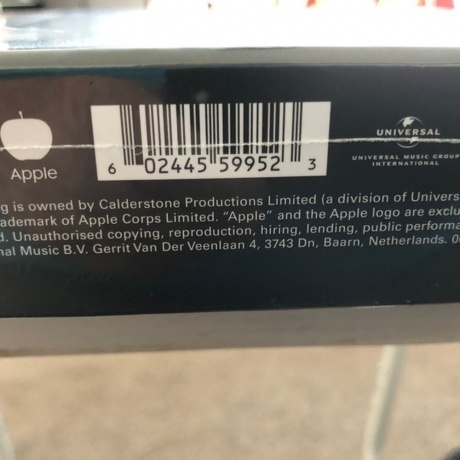 Apple
6 02445 59952 3
UNIVERSAL
UNIVERSAL MUSIC GROUP
INTERNATIONAL
g is owned by Calderstone Productions Limited (a division of Univers
ademark of Apple Corps Limited. “Apple” and the Apple logo are exclu
d. Unauthorised copying, reproduction, hiring, lending, public performa
nal Music B.V. Gerrit Van Der Veenlaan 4, 3743 Dn, Baarn, Netherlands. 0